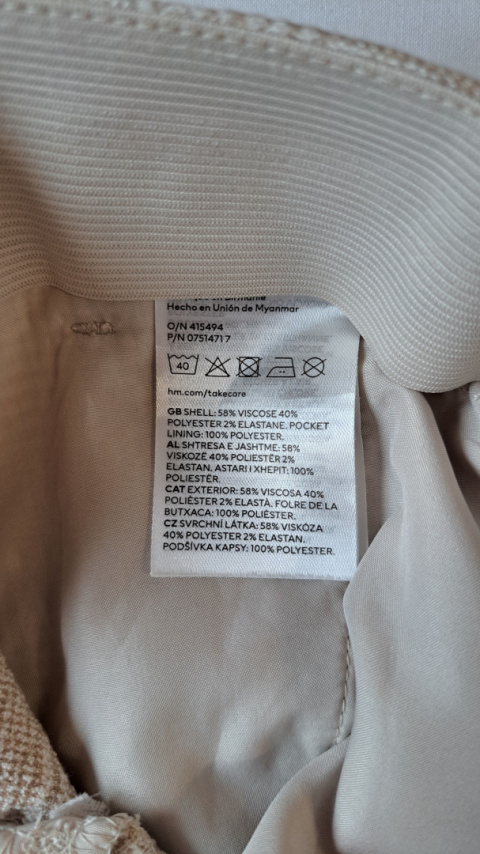 Hecho en Unión de Myanmar
O/N 415494
P/N 0751471 7
40
hm.com/takecare
GB SHELL: 58% VISCOSE 40%
POLYESTER 2% ELASTANE. POCKET
LINING: 100% POLYESTER.
AL SHTRESA E JASHTME: 58%
VISKOZË 40% POLIESTËR 2%
ELASTAN. ASTARI I XHEPIT: 100%
POLIESTËR.
CAT EXTERIOR: 58% VISCOSA 40%
POLIÈSTER 2% ELASTÀ. FOLRE DE LA
BUTXACA: 100% POLIÈSTER.
CZ SVRCHNÍ LÁTKA: 58% VISKÓZA
40% POLYESTER 2% ELASTAN.
PODŠÍVKA KAPSY: 100% POLYESTER.